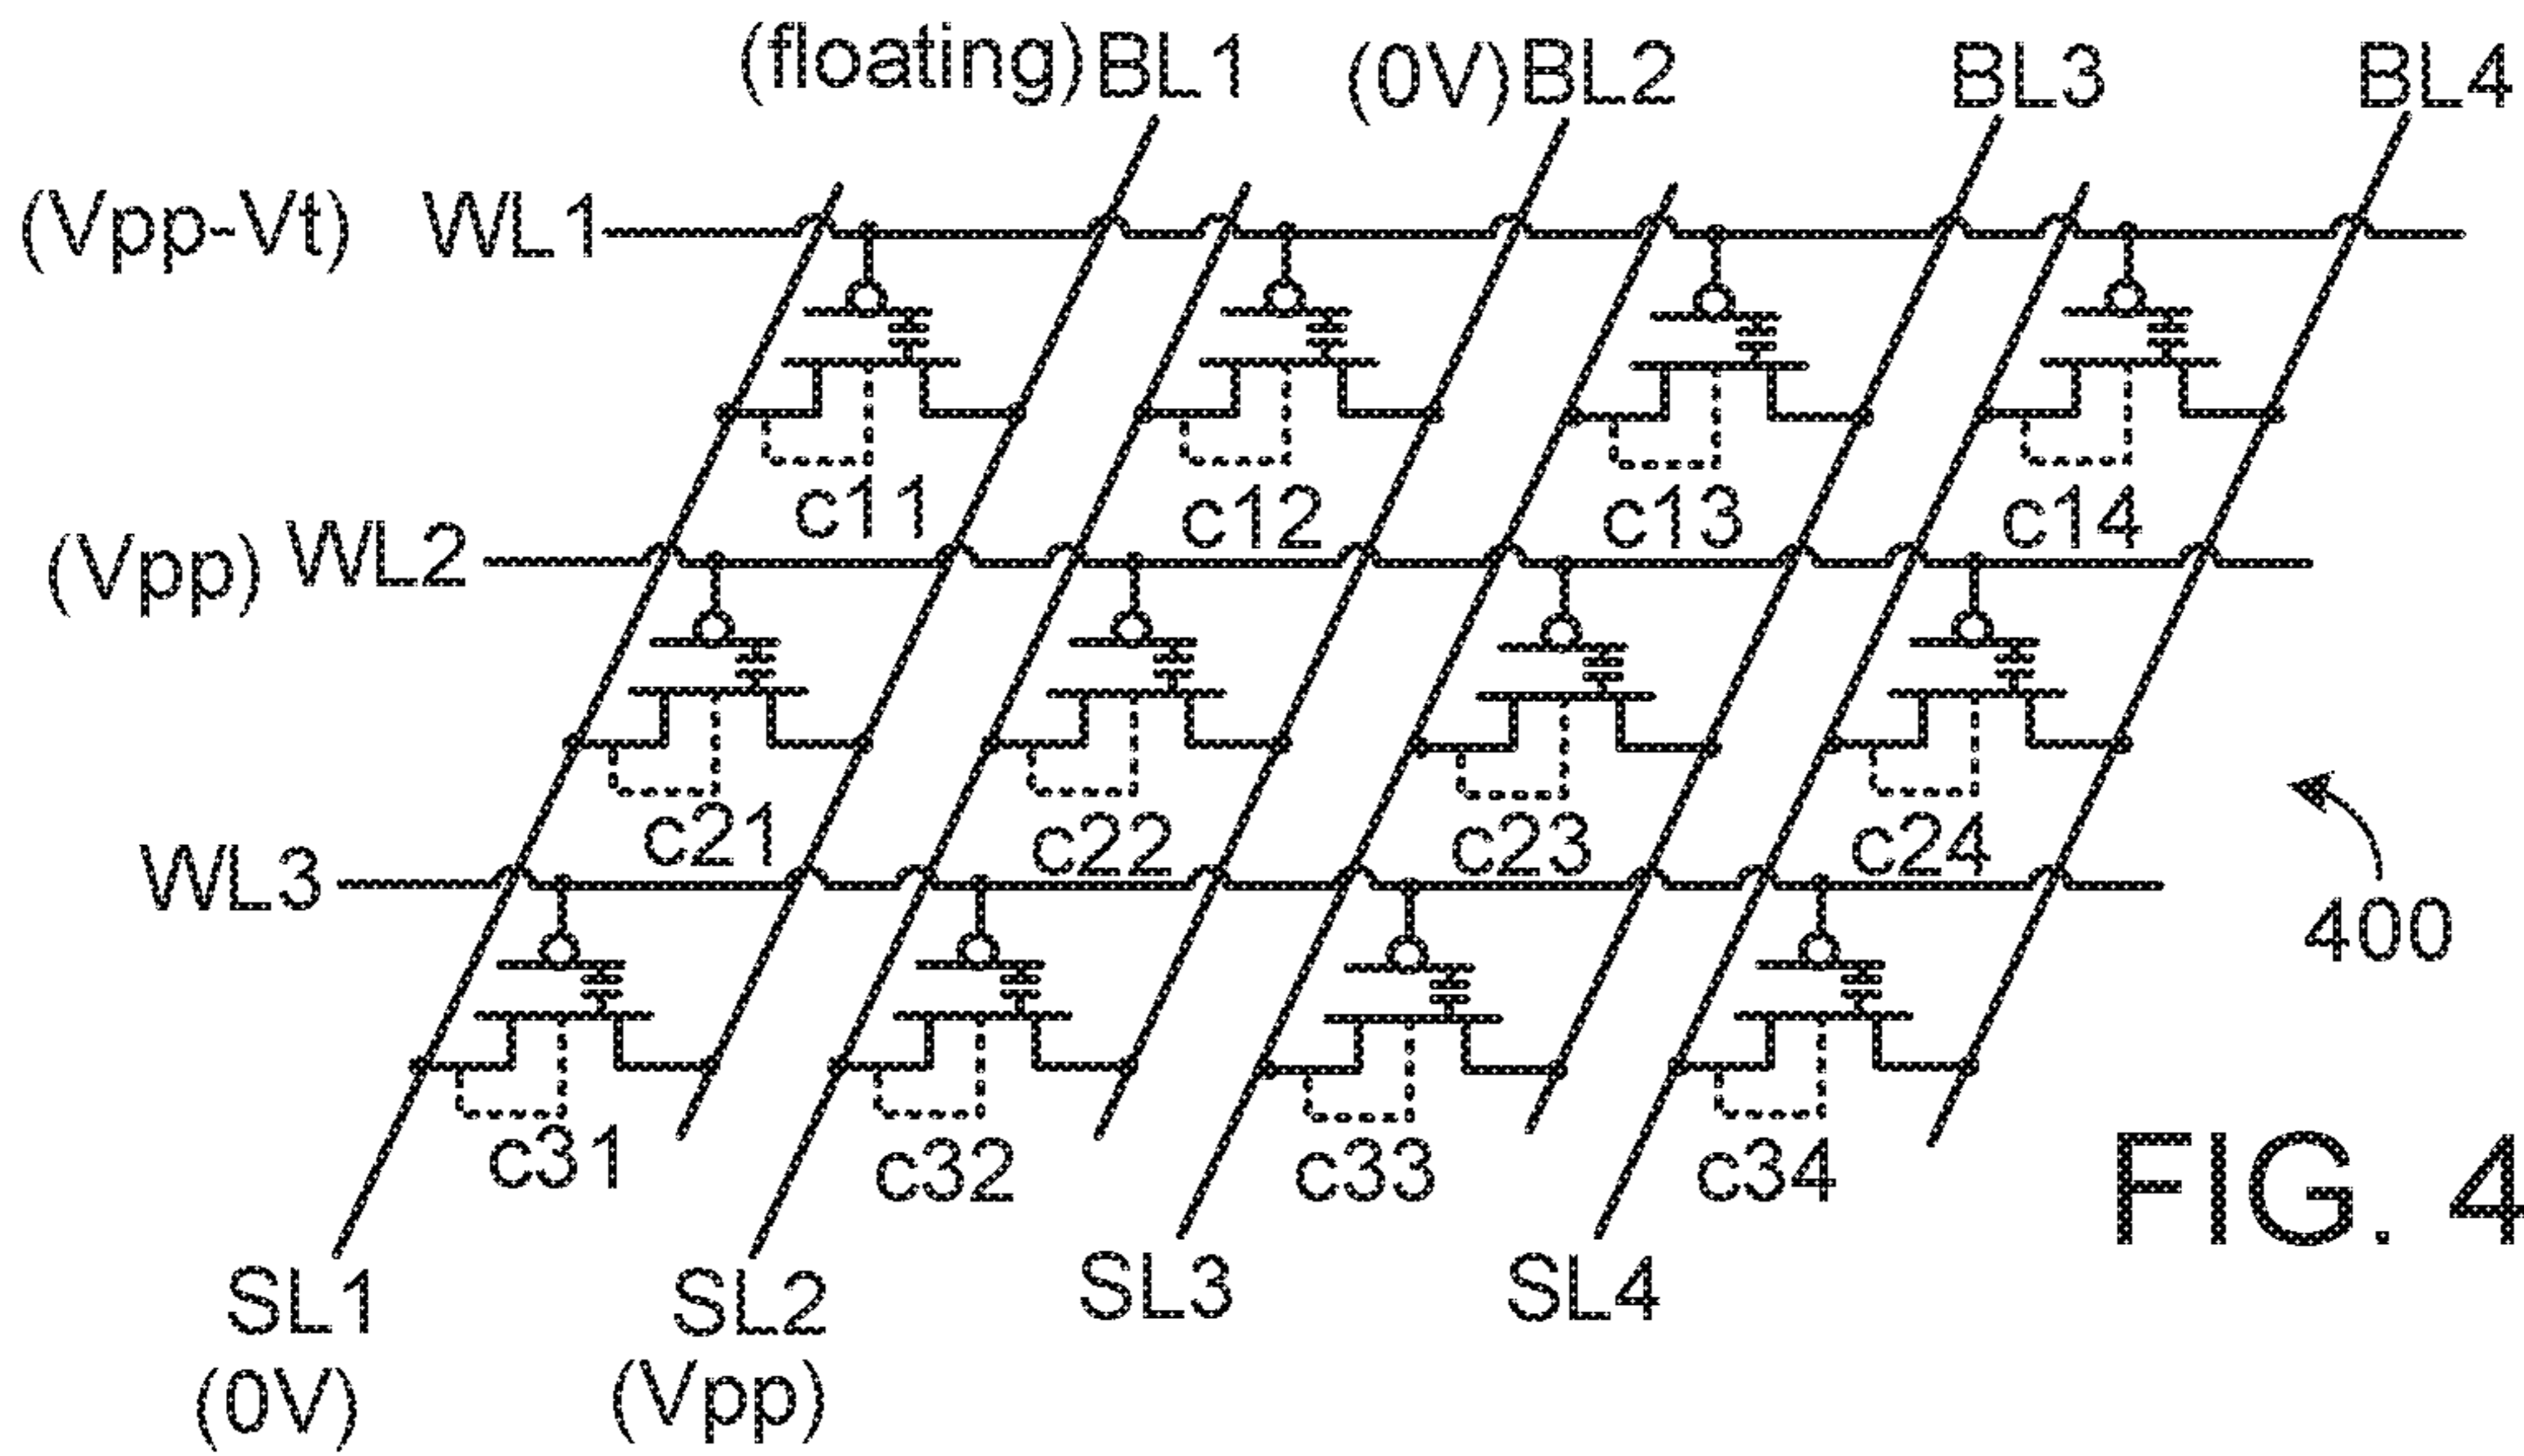 (floating) BL1 (0V) BL2 BL3 BL4
(Vpp-Vt) WL1
c11 c12 c13 c14
(Vpp) WL2
c21 c22 c23 c24
WL3
400
c31 c32 c33 c34
FIG. 4
SL1 SL2 SL3 SL4
(0V) (Vpp)